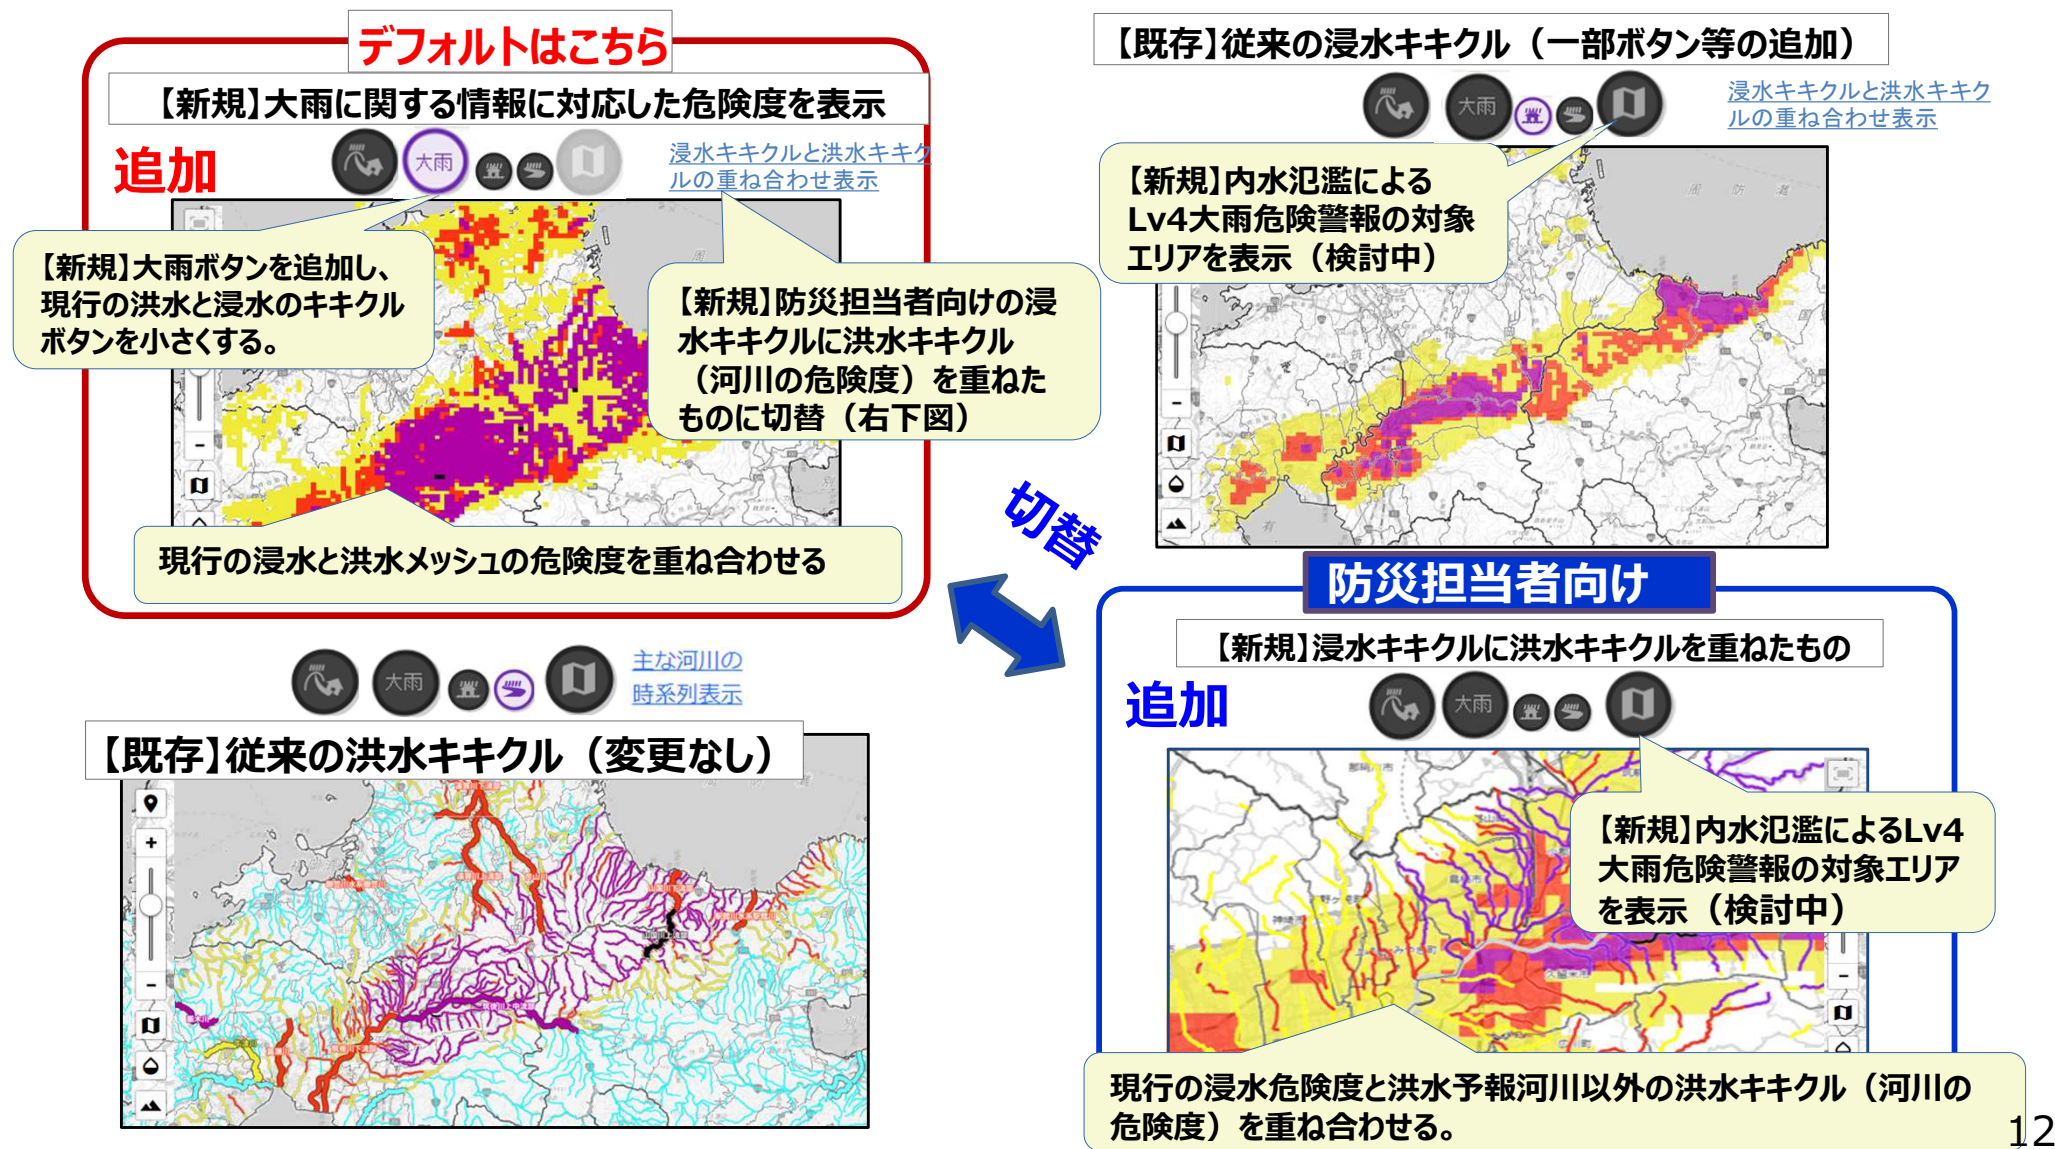 デフォルトはこちら
【新規】大雨に関する情報に対応した危険度を表示
追加
大雨
浸水キキクルと洪水キキク
ルの重ね合わせ表示
【新規】大雨ボタンを追加し、
現行の洪水と浸水のキキクル
ボタンを小さくする。
【新規】防災担当者向けの浸
水キキクルに洪水キキクル
（河川の危険度）を重ねた
ものに切替（右下図）
現行の浸水と洪水メッシュの危険度を重ね合わせる
【既存】従来の浸水キキクル（一部ボタン等の追加）
大雨
浸水キキクルと洪水キキク
ルの重ね合わせ表示
【新規】内水氾濫による
Lv4大雨危険警報の対象
エリアを表示（検討中）
切替
大雨
主な河川の
時系列表示
【既存】従来の洪水キキクル（変更なし）
防災担当者向け
【新規】浸水キキクルに洪水キキクルを重ねたもの
追加
大雨
【新規】内水氾濫によるLv4
大雨危険警報の対象エリア
を表示（検討中）
久留米市
現行の浸水危険度と洪水予報河川以外の洪水キキクル（河川の
危険度）を重ね合わせる。
12